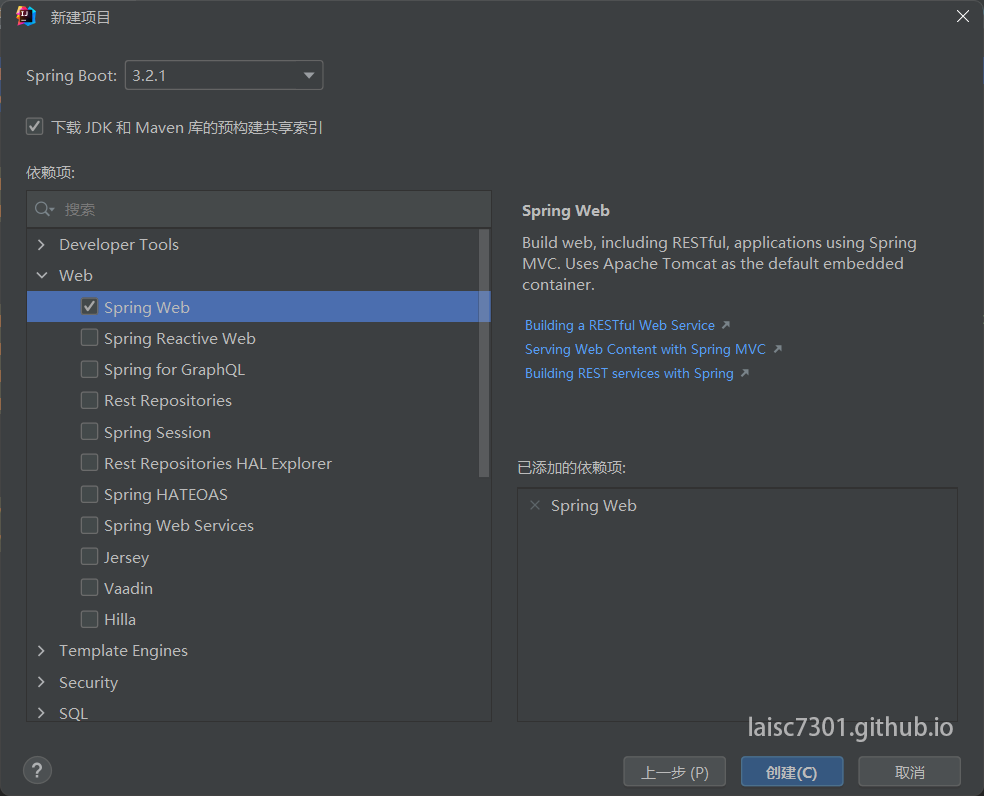 新建项目
Spring Boot: 3.2.1
下载 JDK 和 Maven 库的预构建共享索引
依赖项:
搜索
Developer Tools
Web
Spring Web
Spring Reactive Web
Spring for GraphQL
Rest Repositories
Spring Session
Rest Repositories HAL Explorer
Spring HATEOAS
Spring Web Services
Jersey
Vaadin
Hilla
Template Engines
Security
SQL
Spring Web
Build web, including RESTful, applications using Spring
MVC. Uses Apache Tomcat as the default embedded
container.
Building a RESTful Web Service
Serving Web Content with Spring MVC
Building REST services with Spring
已添加的依赖项:
Spring Web
laisc7301.github.io
?
上一步 (P)
创建(C)
取消